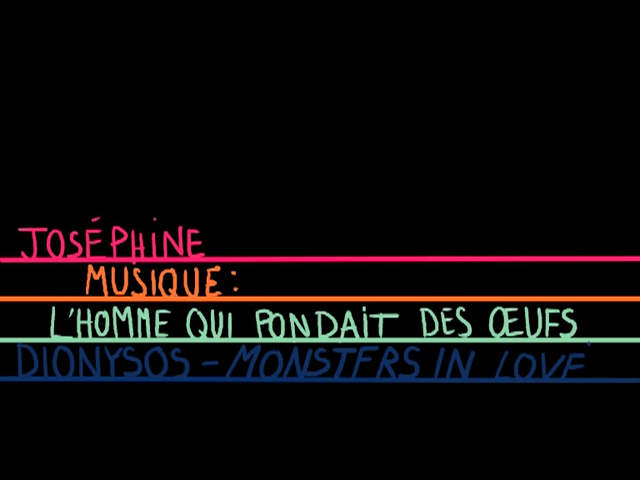 JOSÉPHINE
MUSIQUE :
L'HOMME QUI PONDAIT DES ŒUFS
DIONYSOS - MONSTERS IN LOVE